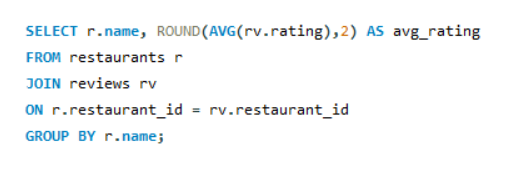 SELECT r.name, ROUND(AVG(rv.rating),2) AS avg_rating
FROM restaurants r
JOIN reviews rv
ON r.restaurant_id = rv.restaurant_id
GROUP BY r.name;